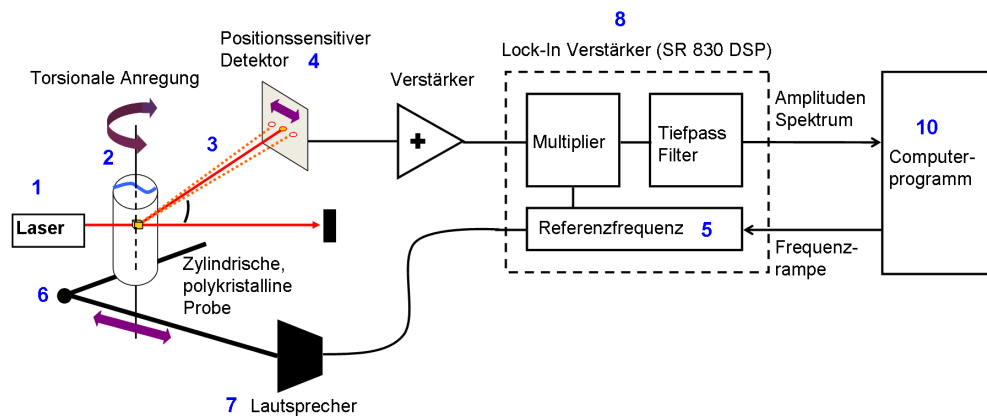 8
Positionssensitiver
Detektor 4
Lock-In Verstärker (SR 830 DSP)
Torsionale Anregung
Verstärker
Amplituden
Spektrum
10
Computer-
programm
2
3
+
Multiplier
Tiefpass
Filter
1
Laser
Referenzfrequenz 5
Frequenz-
rampe
Zylindrische,
polykristalline
Probe
6
7 Lautsprecher